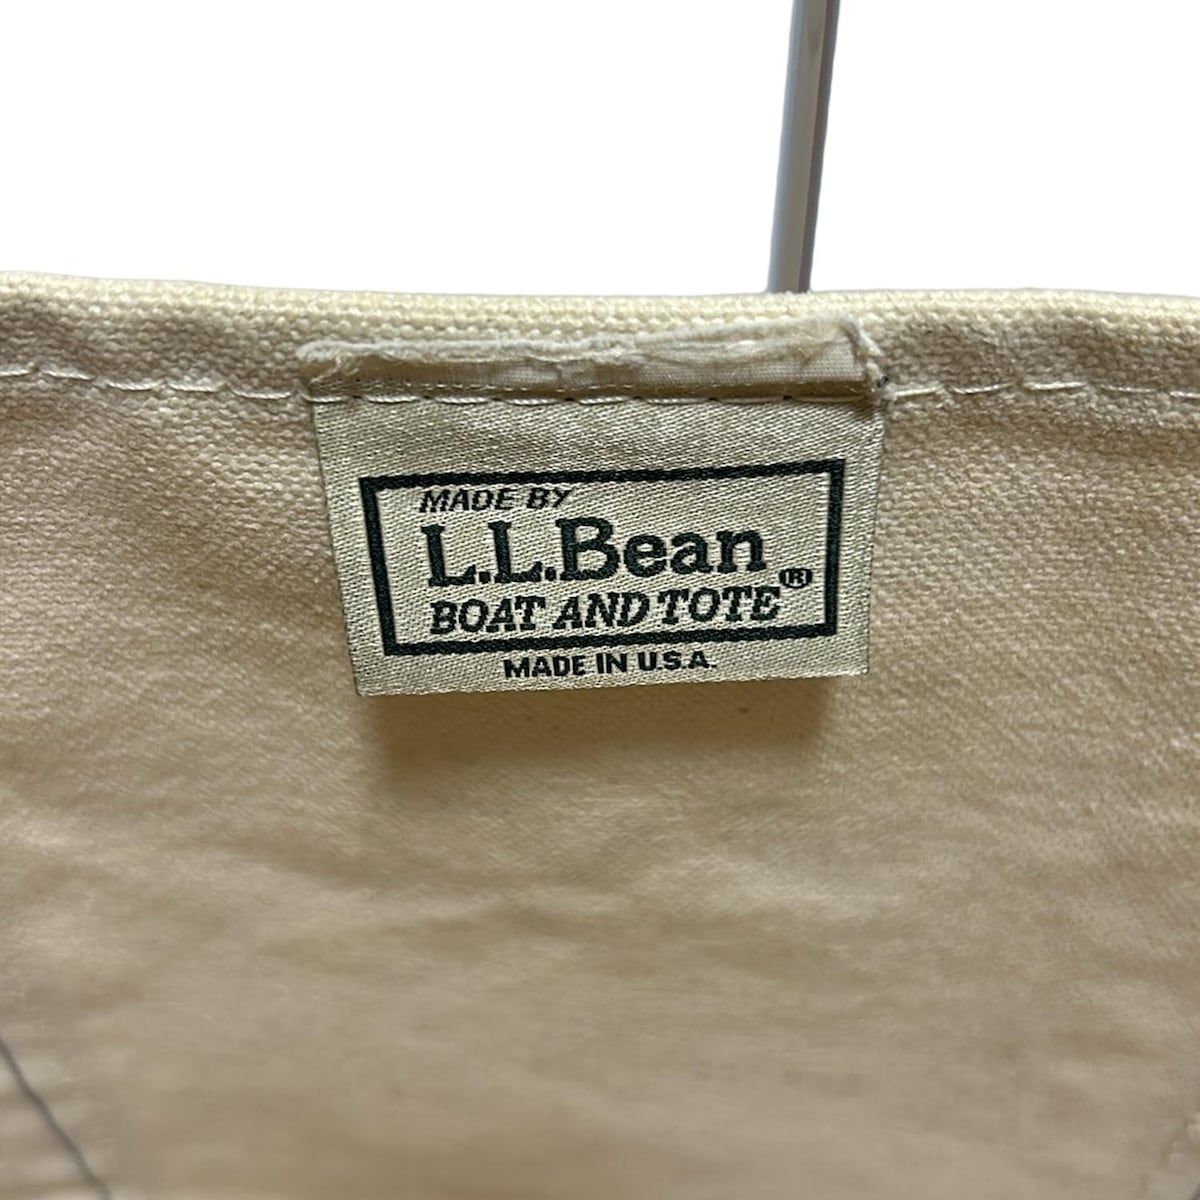 MADE BY
L.L.Bean
BOAT AND TOTE®
MADE IN U.S.A.